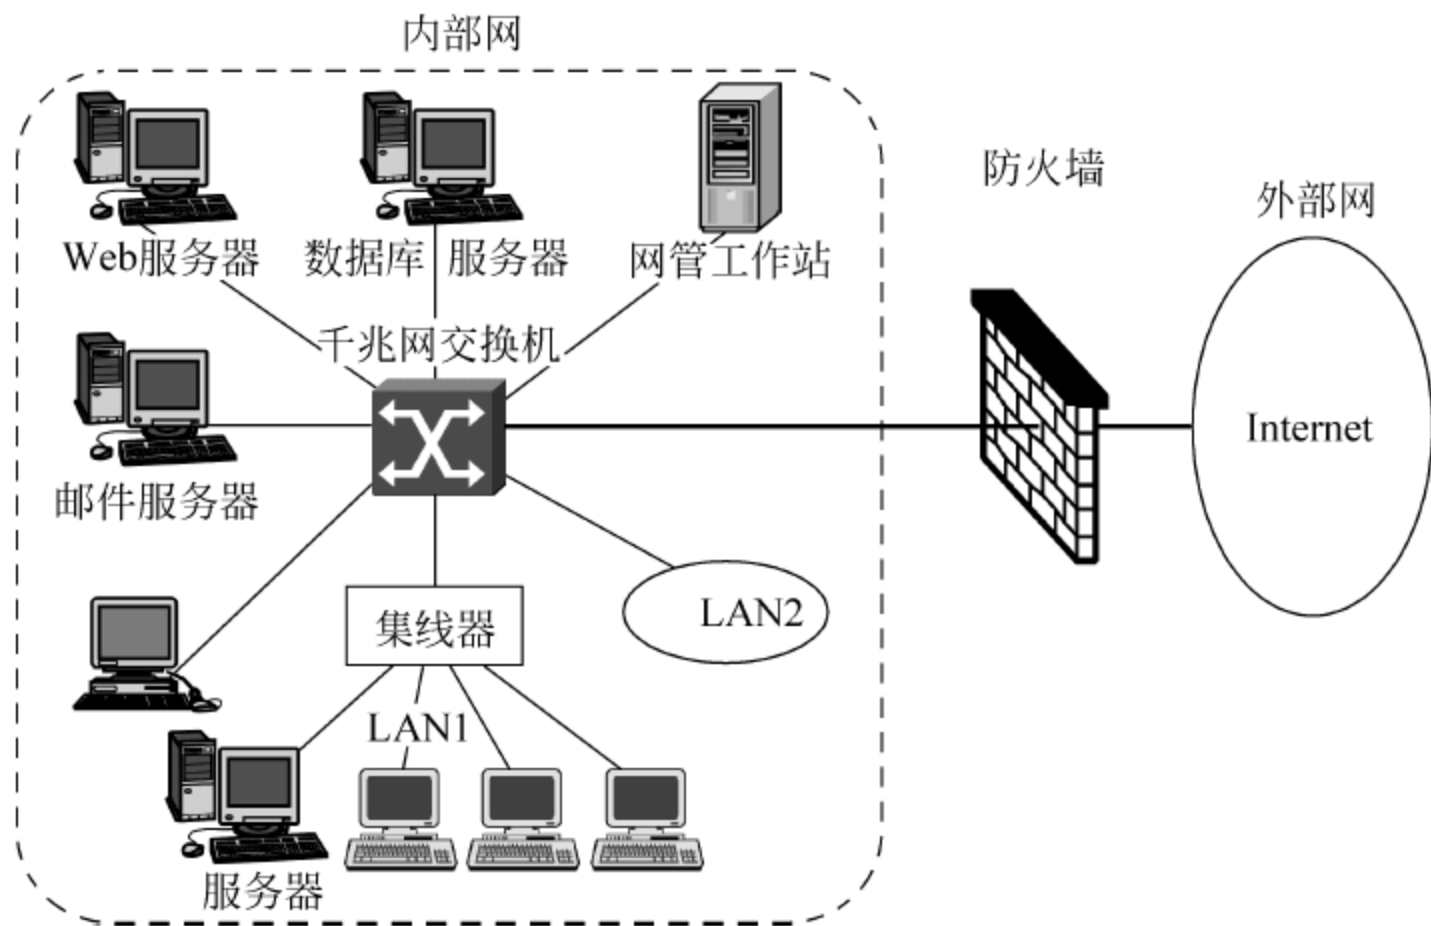 内部网
防火墙
外部网
Web服务器
数据库 服务器
网管工作站
千兆网交换机
Internet
邮件服务器
集线器
LAN2
LAN1
服务器